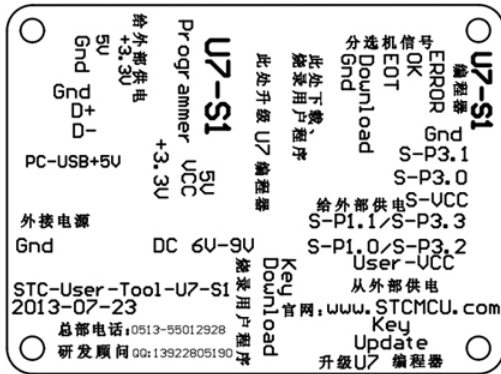 给外部供电
+3.3V
5V
Gnd
Gnd
D+
D-
PC-USB+5V
外接电源
Gnd
DC 6V-9V
U7-S1
Programmer
5V
VCC
+3.3V
此处升级 U7 编程器
此处下载、
烧录用户程序
分选机信号
OK
ERROR
EOT
Download
Gnd
U7-S1
编程器
Gnd
S-P3.1
S-P3.0
S-VCC
给外部供电
S-P1.1/S-P3.3
S-P1.0/S-P3.2
User-VCC
从外部供电
Key
Download
烧录用户程序
STC-User-Tool-U7-S1
2013-07-23
总部电话:0513-55012928
研发顾问QQ:13922805190
官网:www.STCMCU.com
Key
Update
升级U7 编程器